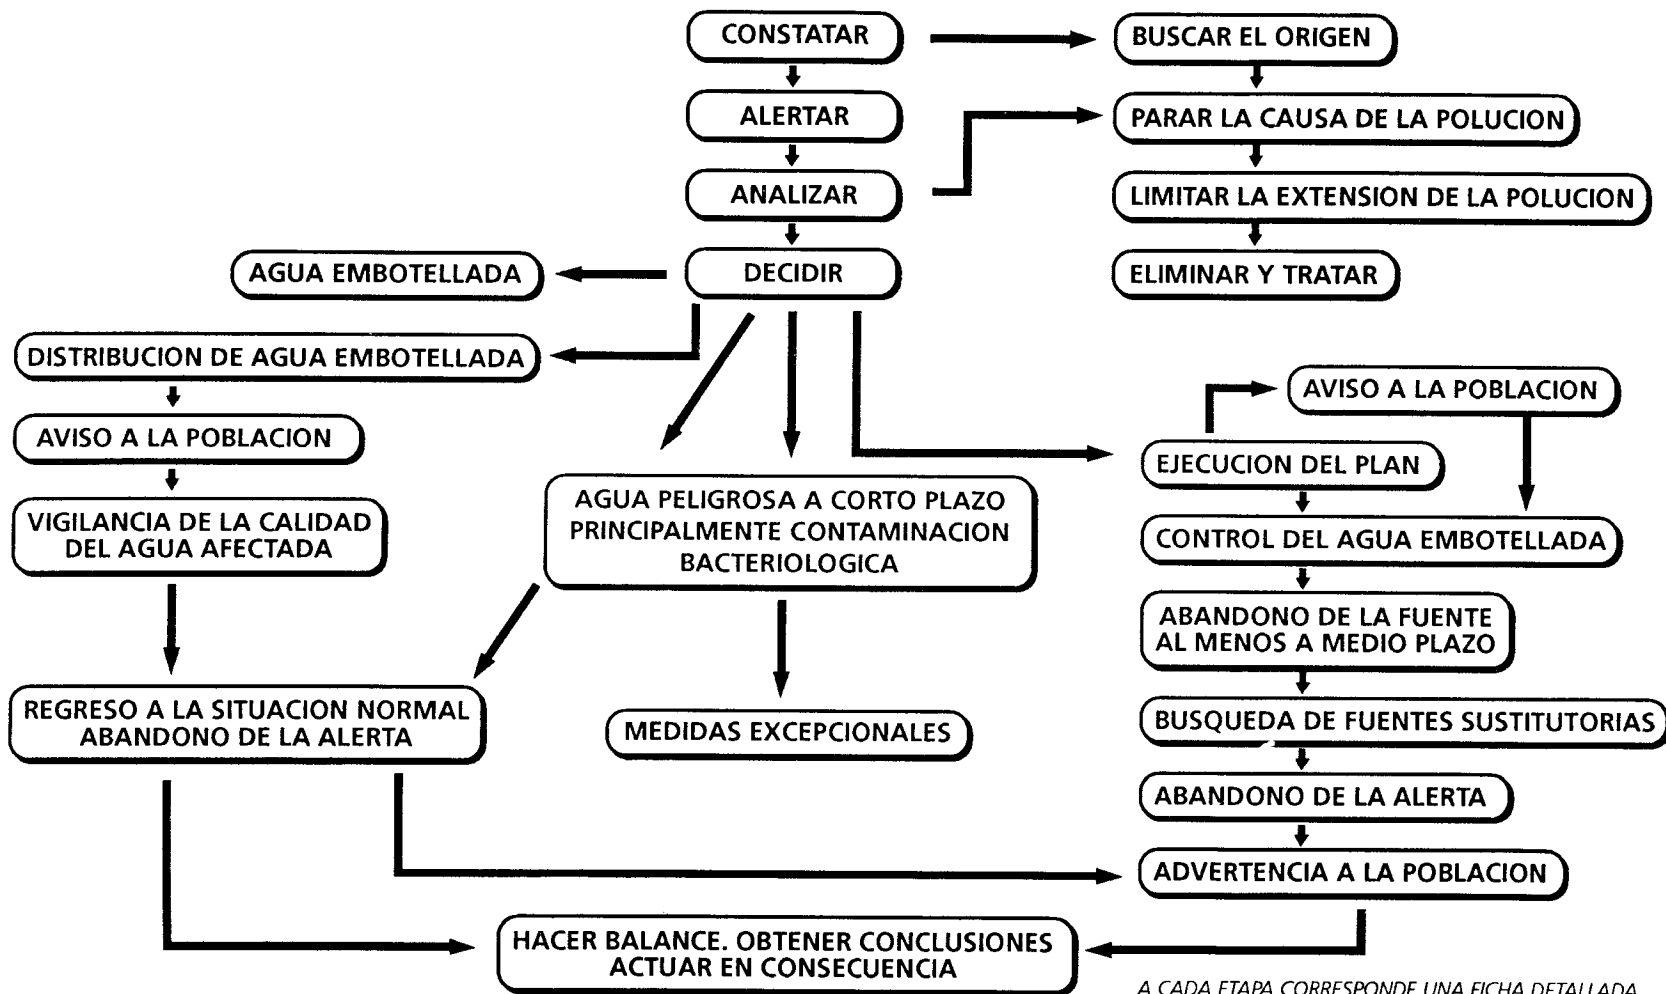 CONSTATAR
BUSCAR EL ORIGEN
ALERTAR
PARAR LA CAUSA DE LA POLUCION
ANALIZAR
LIMITAR LA EXTENSION DE LA POLUCION
AGUA EMBOTELLADA
DECIDIR
ELIMINAR Y TRATAR
DISTRIBUCION DE AGUA EMBOTELLADA
AVISO A LA POBLACION
AVISO A LA POBLACION
EJECUCION DEL PLAN
VIGILANCIA DE LA CALIDAD
DEL AGUA AFECTADA
AGUA PELIGROSA A CORTO PLAZO
PRINCIPALMENTE CONTAMINACION
BACTERIOLOGICA
CONTROL DEL AGUA EMBOTELLADA
ABANDONO DE LA FUENTE
AL MENOS A MEDIO PLAZO
REGRESO A LA SITUACION NORMAL
ABANDONO DE LA ALERTA
MEDIDAS EXCEPCIONALES
BUSQUEDA DE FUENTES SUSTITUTORIAS
ABANDONO DE LA ALERTA
ADVERTENCIA A LA POBLACION
HACER BALANCE. OBTENER CONCLUSIONES
ACTUAR EN CONSECUENCIA
A CADA ETAPA CORRESPONDE UNA FICHA DETALLADA